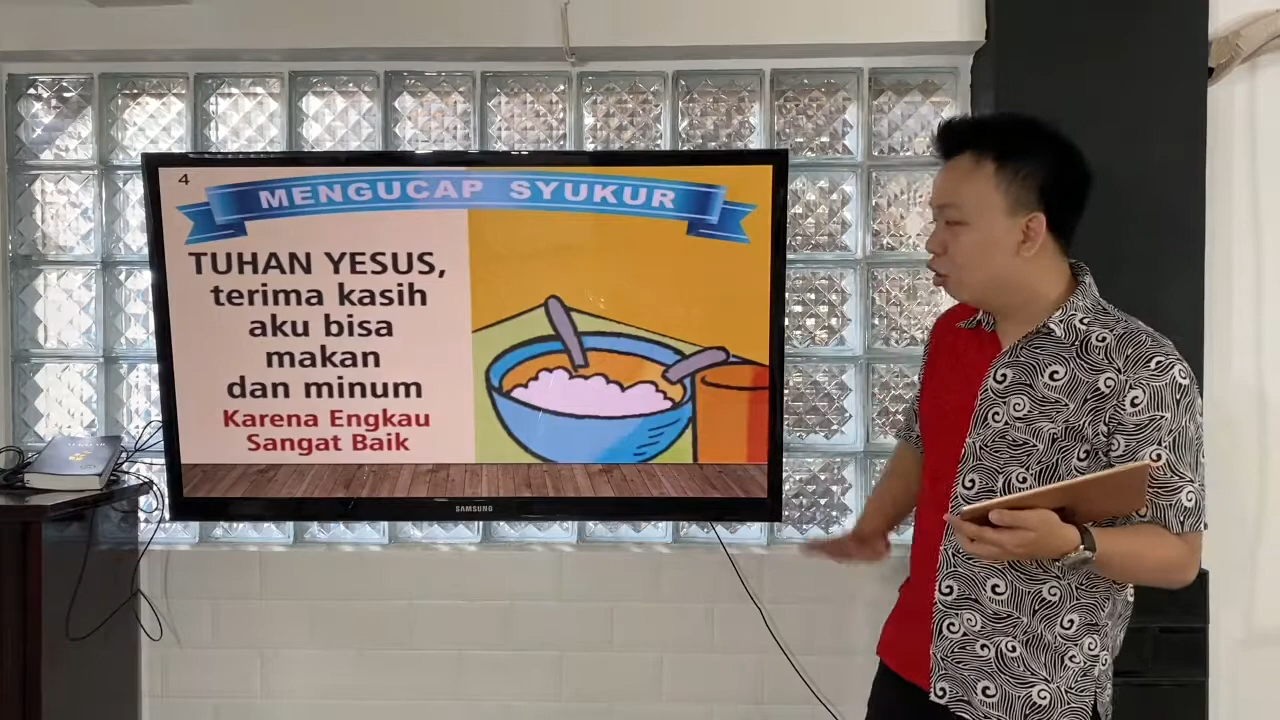 4
MENGUCAP SYUKUR
TUHAN YESUS,
terima kasih
aku bisa
makan
dan minum
Karena Engkau
Sangat Baik
SAMSUNG